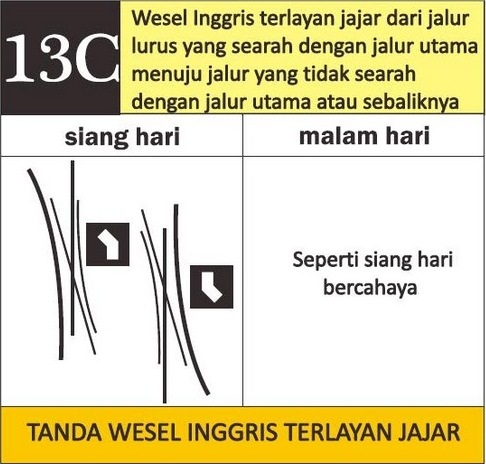 13C
Wesel Inggris terlayan jajar dari jalur
lurus yang searah dengan jalur utama
menuju jalur yang tidak searah
dengan jalur utama atau sebaliknya
siang hari
malam hari
Seperti siang hari
bercahaya
TANDA WESEL INGGRIS TERLAYAN JAJAR